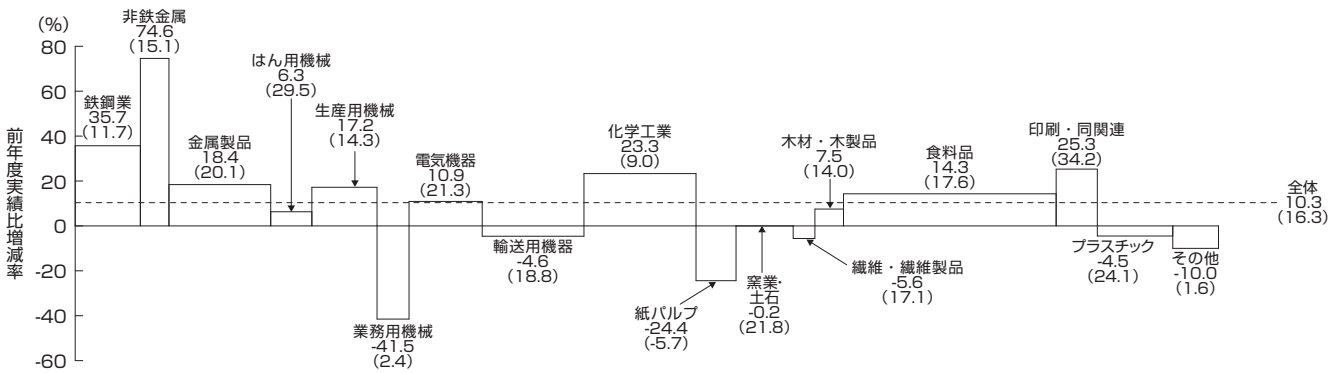 (%)
80
60
40
20
0
-20
-40
-60
前年度実績比増減率
鉄鋼業
35.7
(11.7)
非鉄金属
74.6
(15.1)
金属製品
18.4
(20.1)
はん用機械
6.3
(29.5)
生産用機械
17.2
(14.3)
業務用機械
-41.5
(2.4)
電気機器
10.9
(21.3)
輸送用機器
-4.6
(18.8)
化学工業
23.3
(9.0)
紙パルプ
-24.4
(-5.7)
窯業・
土石
-0.2
(21.8)
繊維・繊維製品
-5.6
(17.1)
木材・木製品
7.5
(14.0)
食料品
14.3
(17.6)
印刷・同関連
25.3
(34.2)
プラスチック
-4.5
(24.1)
その他
-10.0
(1.6)
全体
10.3
(16.3)